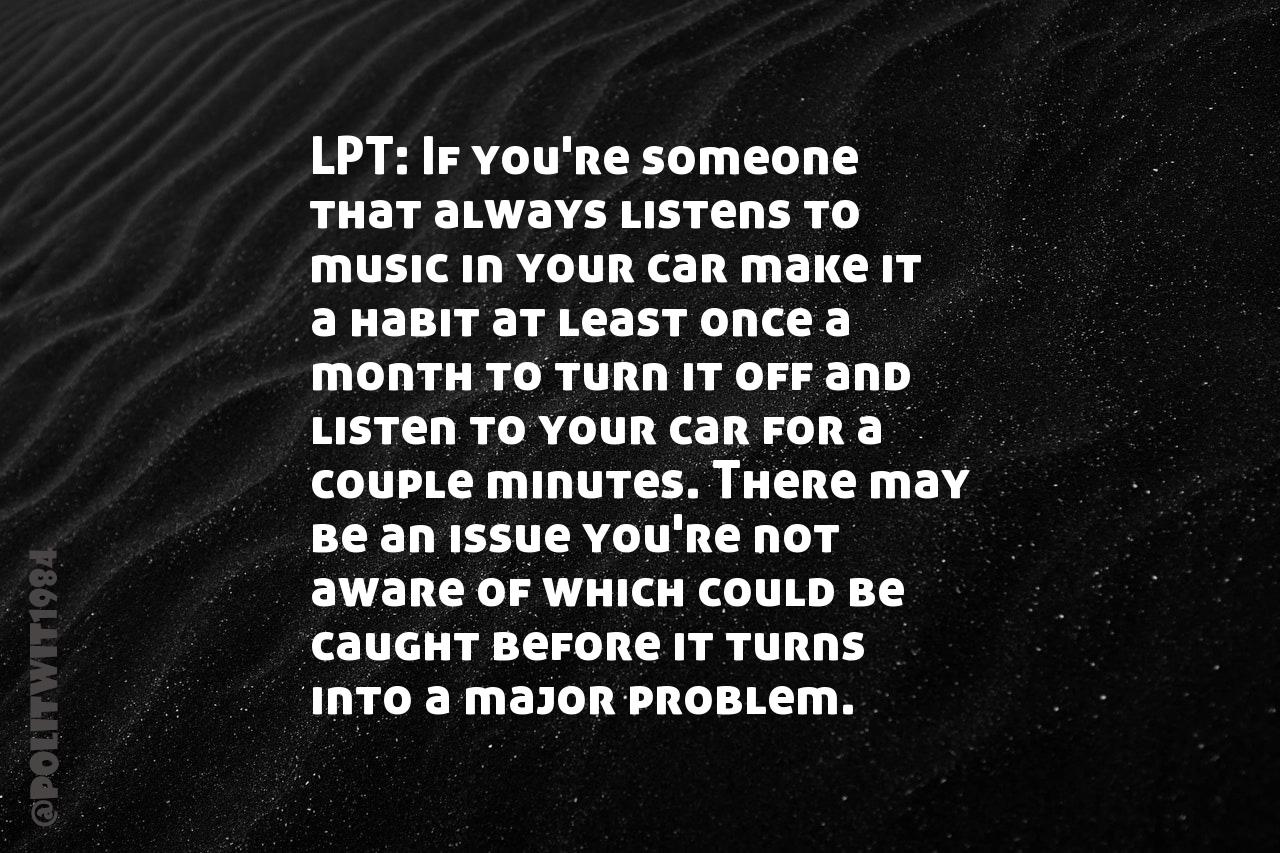 LPT: If you're someone
that always listens to
music in your car make it
a habit at least once a
month to turn it off and
listen to your car for a
couple minutes. There may
be an issue you're not
aware of which could be
caught before it turns
into a major problem.
@politwit1984